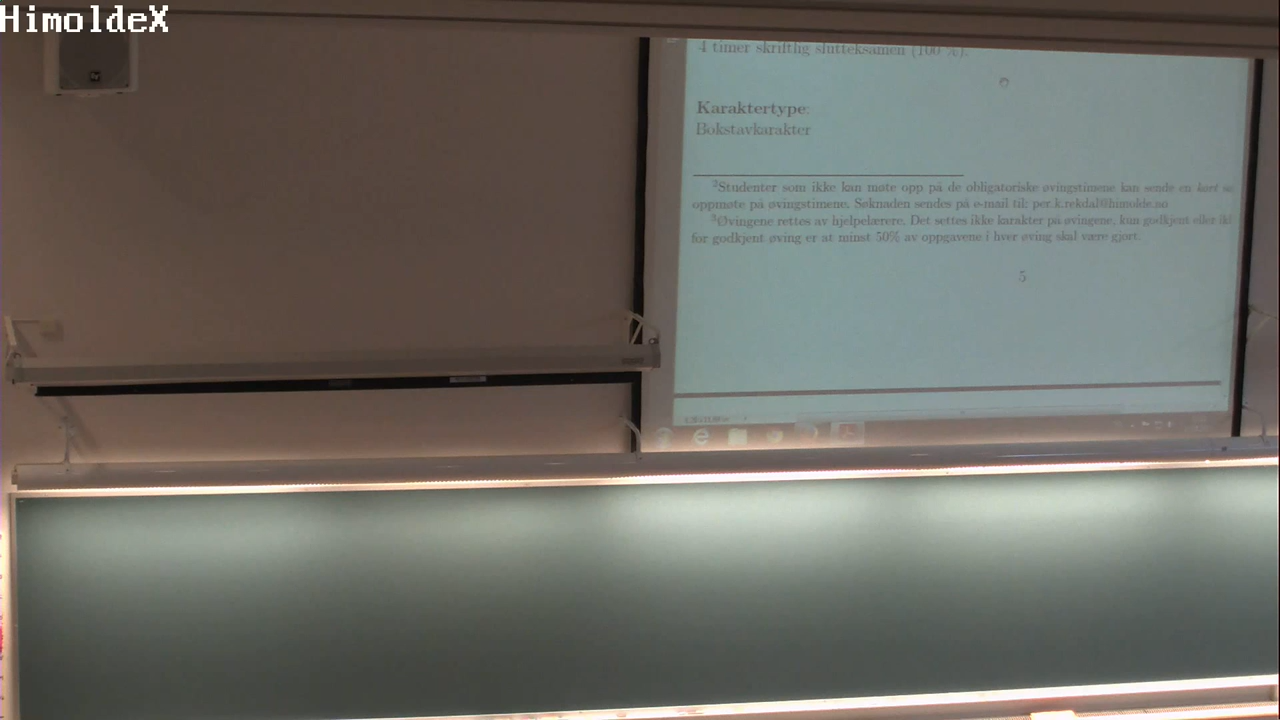 HimoldeX
4 timer skriftlig slutteksamen (100 %).
Karaktertype:
Bokstavkarakter
2Studenter som ikke kan møte opp på de obligatoriske øvingstimene kan sende en kort sø
oppmøte på øvingstimene. Søknaden sendes på e-mail til: per.k.rekdal@himolde.no
3Øvingene rettes av hjelpelærere. Det settes ikke karakter på øvingene, kun godkjent eller ik
for godkjent øving er at minst 50% av oppgavene i hver øving skal være gjort.
5